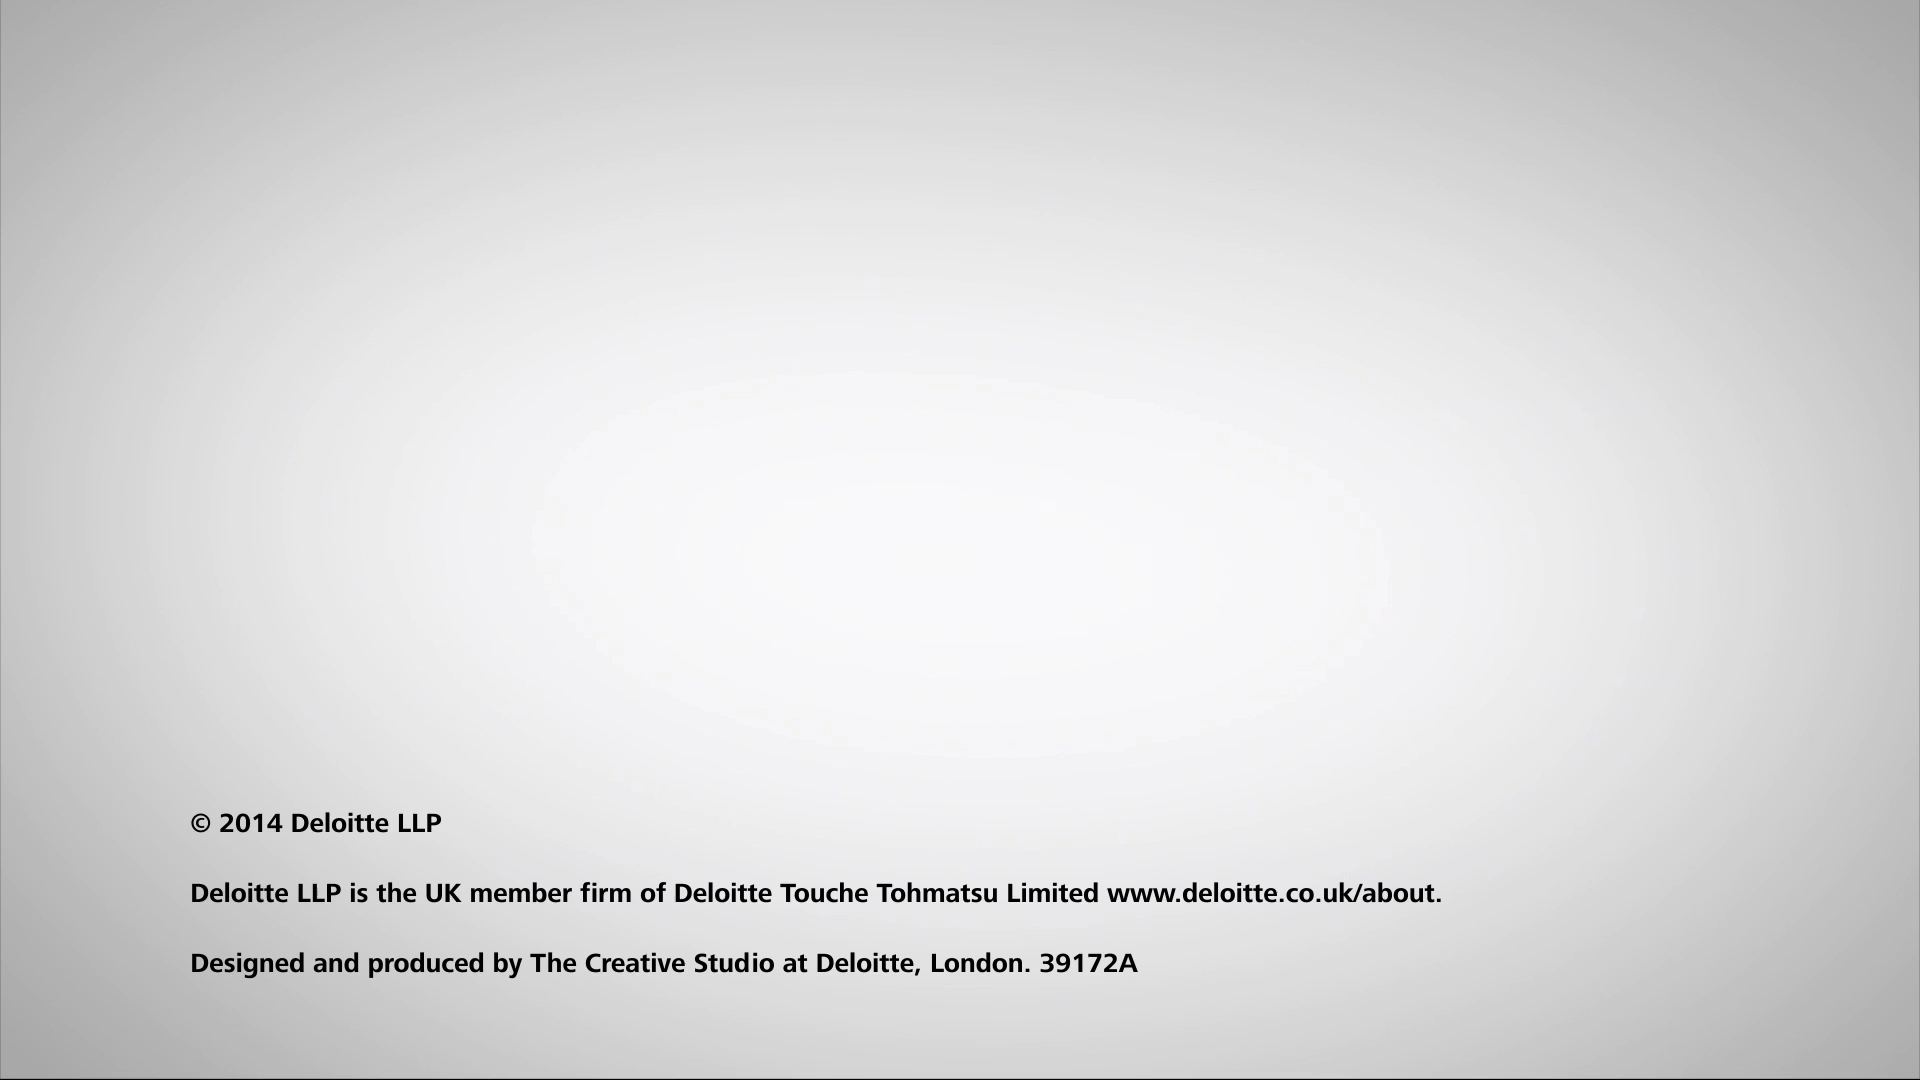 © 2014 Deloitte LLP
Deloitte LLP is the UK member firm of Deloitte Touche Tohmatsu Limited www.deloitte.co.uk/about.
Designed and produced by The Creative Studio at Deloitte, London. 39172A